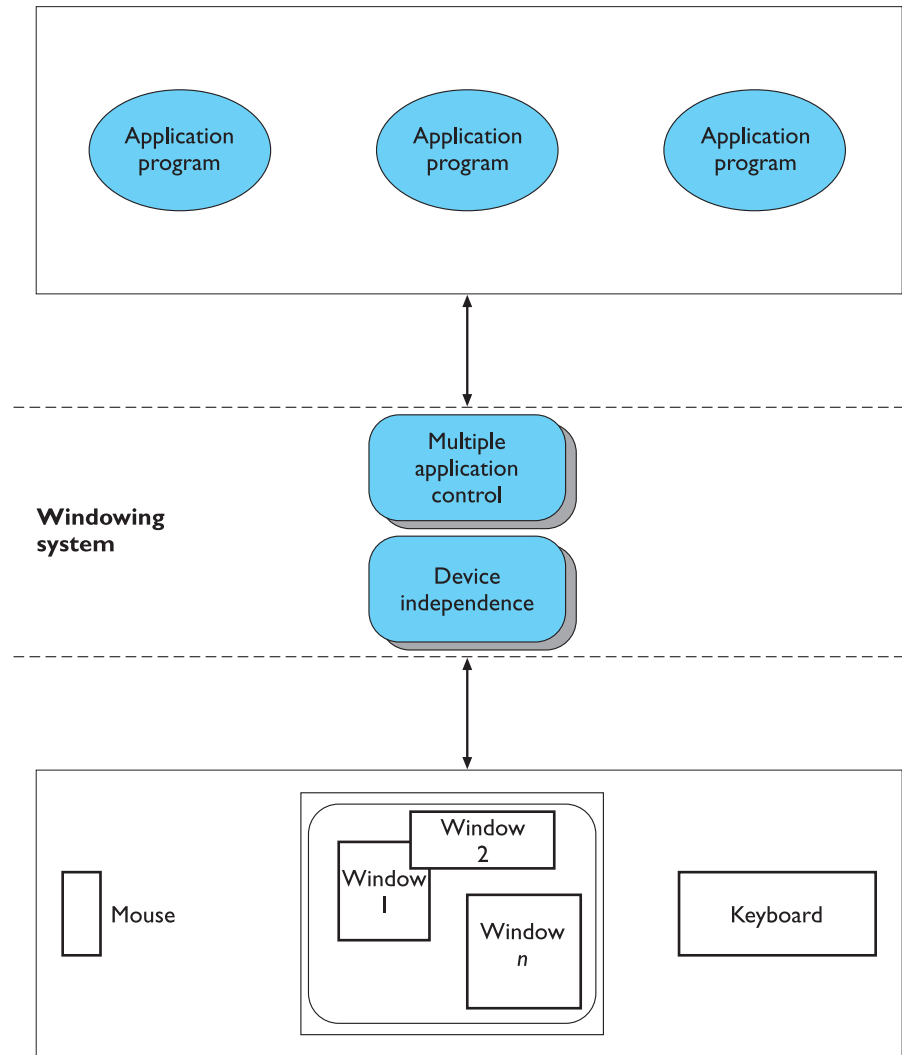 Application
program
Application
program
Application
program
Multiple
application
control
Windowing
system
Device
independence
Mouse
Window
1
Window
2
Window
n
Keyboard